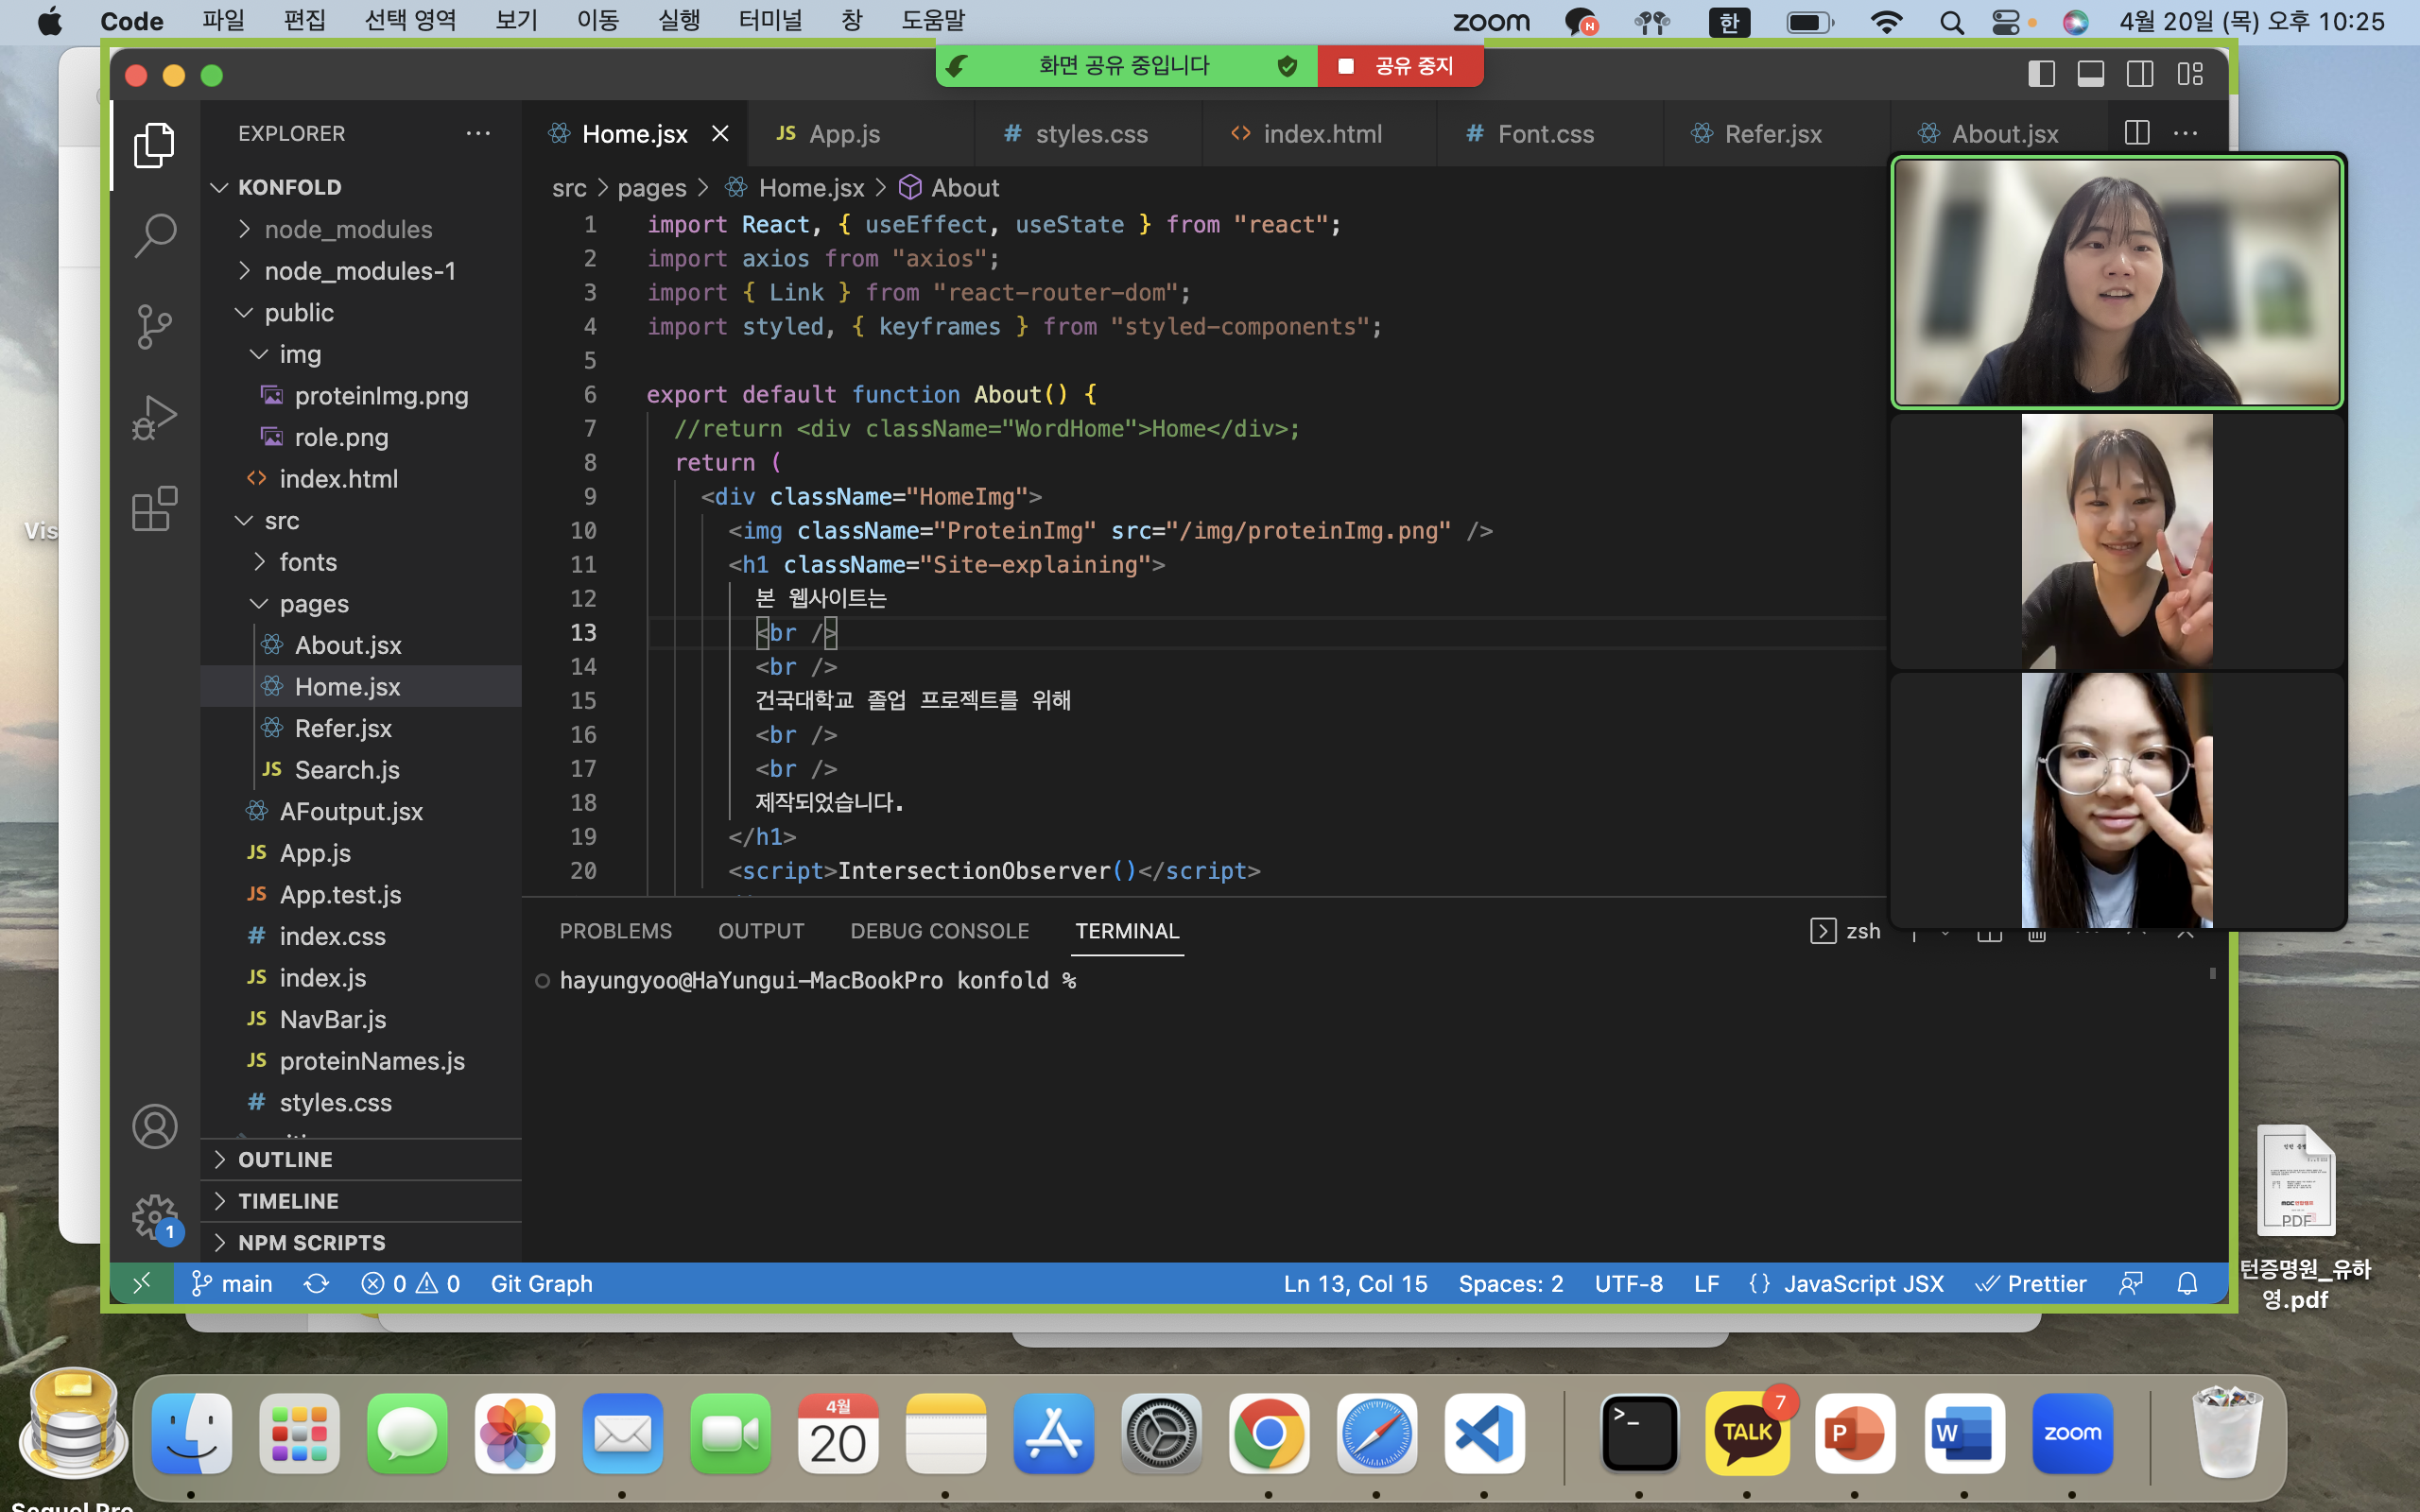 Code 파일 편집 선택 영역 보기 이동 실행 터미널 창 도움말 zoom N 한 4월 20일 (목) 오후 10:25
화면 공유 중입니다 공유 중지
EXPLORER
KONFOLD
node_modules
node_modules-1
public
img
proteinImg.png
role.png
index.html
src
fonts
pages
About.jsx
Home.jsx
Refer.jsx
JS Search.js
AFoutput.jsx
JS App.js
JS App.test.js
# index.css
JS index.js
JS NavBar.js
JS proteinNames.js
# styles.css
OUTLINE
TIMELINE
NPM SCRIPTS
1
Home.jsx JS App.js # styles.css <> index.html # Font.css Refer.jsx About.jsx
src > pages > Home.jsx > About
1 import React, { useEffect, useState } from "react";
2 import axios from "axios";
3 import { Link } from "react-router-dom";
4 import styled, { keyframes } from "styled-components";
5
6 export default function About() {
7 //return <div className="WordHome">Home</div>;
8 return (
9 <div className="HomeImg">
10 <img className="ProteinImg" src="/img/proteinImg.png" />
11 <h1 className="Site-explaining">
12 본 웹사이트는
13 <br />
14 <br />
15 건국대학교 졸업 프로젝트를 위해
16 <br />
17 <br />
18 제작되었습니다.
19 </h1>
20 <script>IntersectionObserver()</script>
PROBLEMS OUTPUT DEBUG CONSOLE TERMINAL zsh
hayungyoo@HaYungui-MacBookPro konfold %
main 0 0 Git Graph Ln 13, Col 15 Spaces: 2 UTF-8 LF {} JavaScript JSX Prettier
Vis
PDF
턴증명원_유하
영.pdf
4월
20
>_
TALK
7
P
W
zoom
Sequel Pro